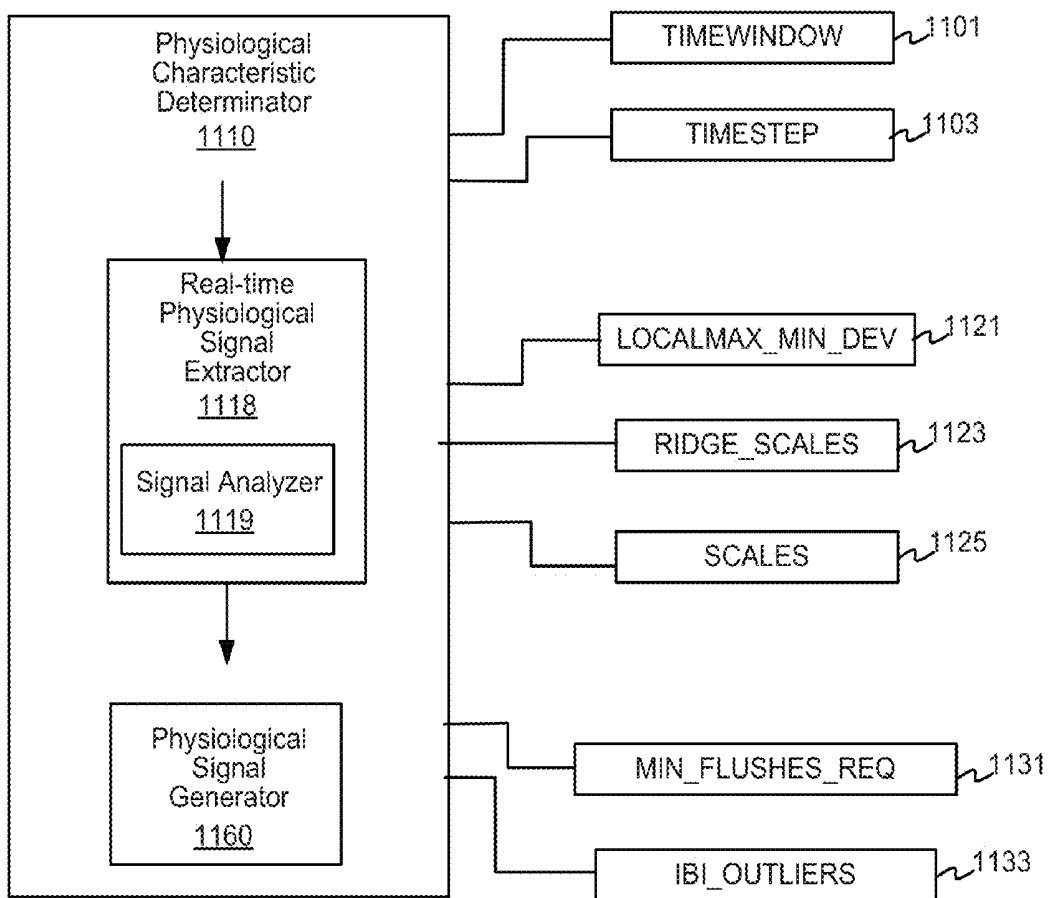 Physiological
Characteristic
Determinator
1110
Real-time
Physiological
Signal
Extractor
1118
Signal Analyzer
1119
Physiological
Signal
Generator
1160
TIMEWINDOW
1101
TIMESTEP
1103
LOCALMAX_MIN_DEV
1121
RIDGE_SCALES
1123
SCALES
1125
MIN_FLUSHES_REQ
1131
IBI_OUTLIERS
1133